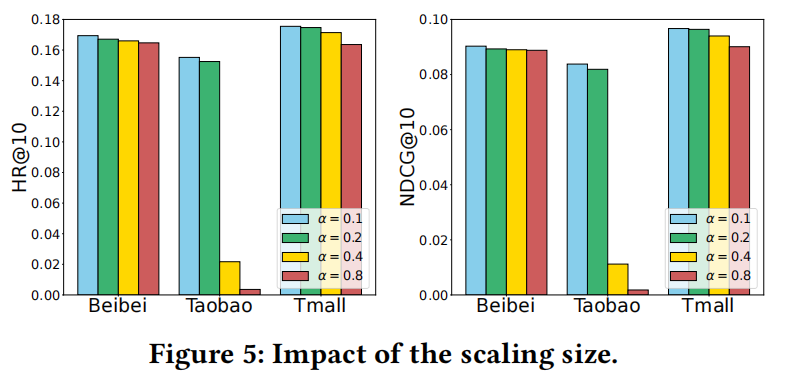 HR@10
0.18
0.16
0.14
0.12
0.10
0.08
0.06
0.04
0.02
0.00
Beibei Taobao Tmall
α = 0.1
α = 0.2
α = 0.4
α = 0.8
NDCG@10
0.10
0.08
0.06
0.04
0.02
0.00
Beibei Taobao Tmall
α = 0.1
α = 0.2
α = 0.4
α = 0.8
Figure 5: Impact of the scaling size.